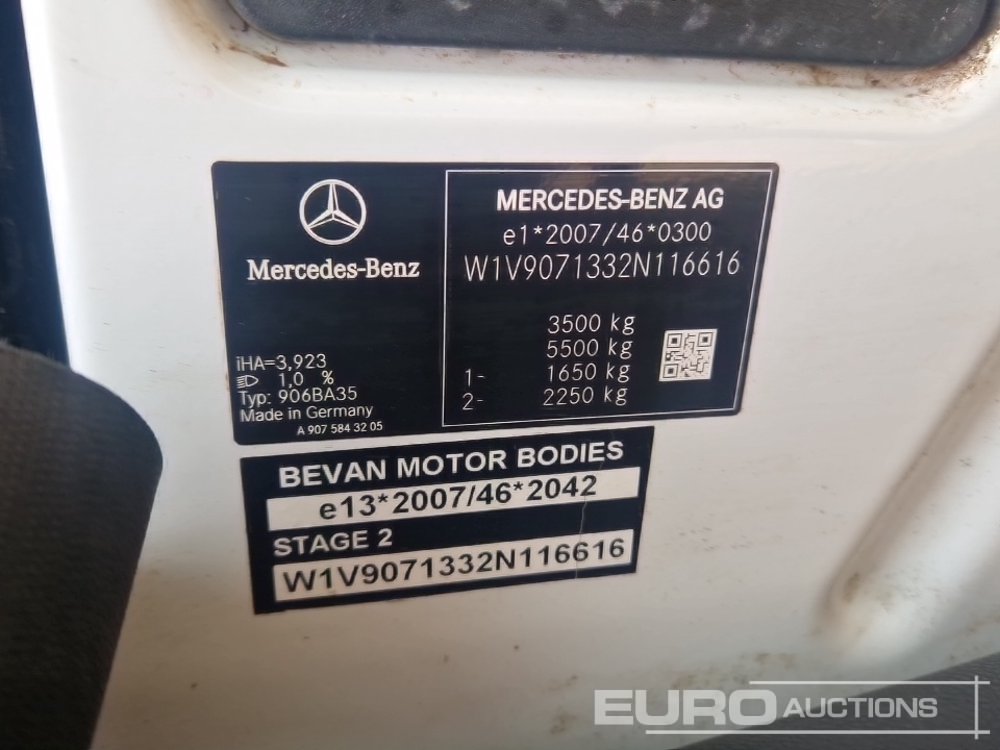 Mercedes-Benz
iHA=3,923
1,0 %
Typ: 906BA35
Made in Germany
A 907 584 32 05
MERCEDES-BENZ AG
e1*2007/46*0300
W1V9071332N116616
3500 kg
5500 kg
1- 1650 kg
2- 2250 kg
BEVAN MOTOR BODIES
e13*2007/46*2042
STAGE 2
W1V9071332N116616
EURO AUCTIONS